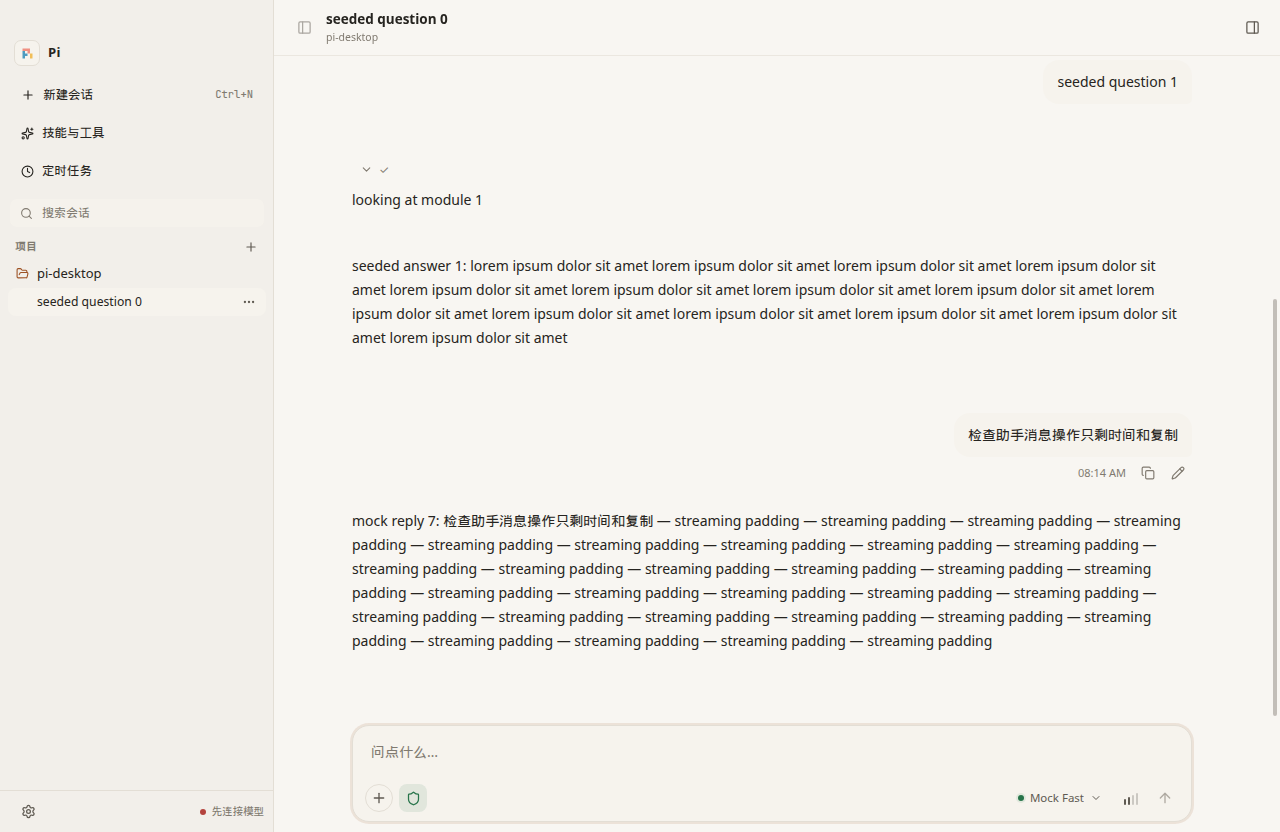 seeded question 0
pi-desktop
Pi
新建会话 Ctrl+N
技能与工具
定时任务
搜索会话
项目
pi-desktop
seeded question 0
先连接模型
seeded question 1
looking at module 1
seeded answer 1: lorem ipsum dolor sit amet lorem ipsum dolor sit amet lorem ipsum dolor sit amet lorem ipsum dolor sit
amet lorem ipsum dolor sit amet lorem ipsum dolor sit amet lorem ipsum dolor sit amet lorem ipsum dolor sit amet lorem
ipsum dolor sit amet lorem ipsum dolor sit amet lorem ipsum dolor sit amet lorem ipsum dolor sit amet lorem ipsum dolor sit
amet lorem ipsum dolor sit amet
检查助手消息操作只剩时间和复制
08:14 AM
mock reply 7: 检查助手消息操作只剩时间和复制 — streaming padding — streaming padding — streaming padding — streaming
padding — streaming padding — streaming padding — streaming padding — streaming padding — streaming padding —
streaming padding — streaming padding — streaming padding — streaming padding — streaming padding — streaming
padding — streaming padding — streaming padding — streaming padding — streaming padding — streaming padding —
streaming padding — streaming padding — streaming padding — streaming padding — streaming padding — streaming
padding — streaming padding — streaming padding — streaming padding — streaming padding
问点什么...
Mock Fast